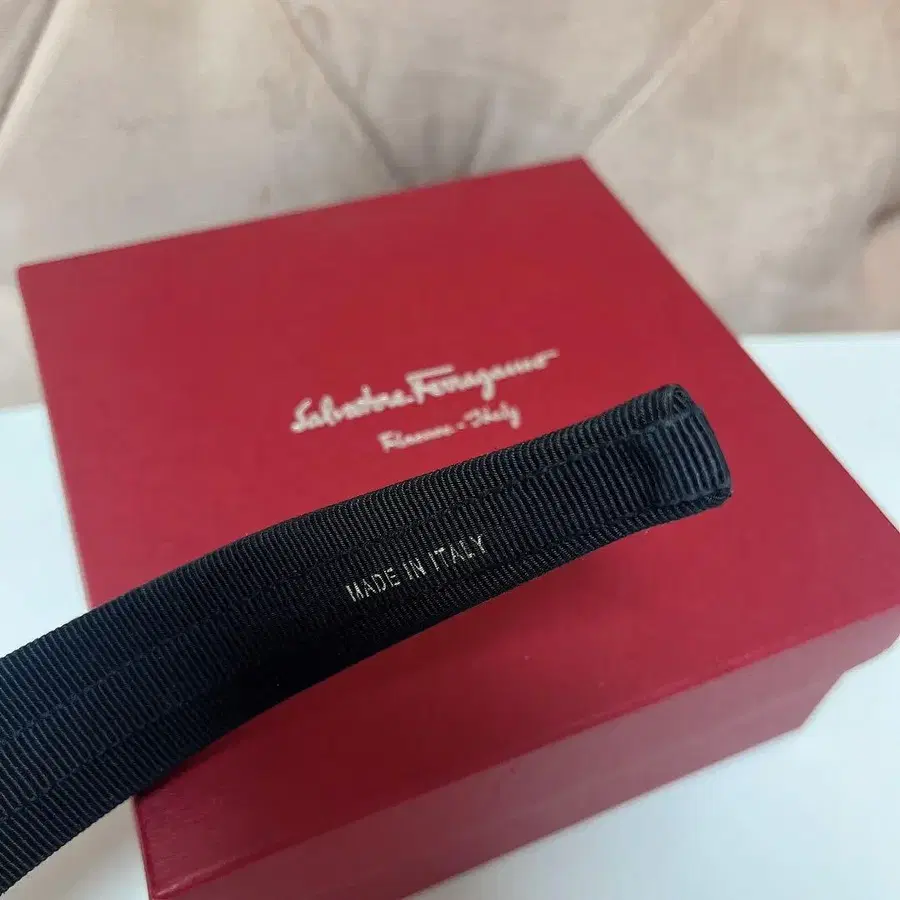 Salvatore Ferragamo
Firenze - Italy
MADE IN ITALY